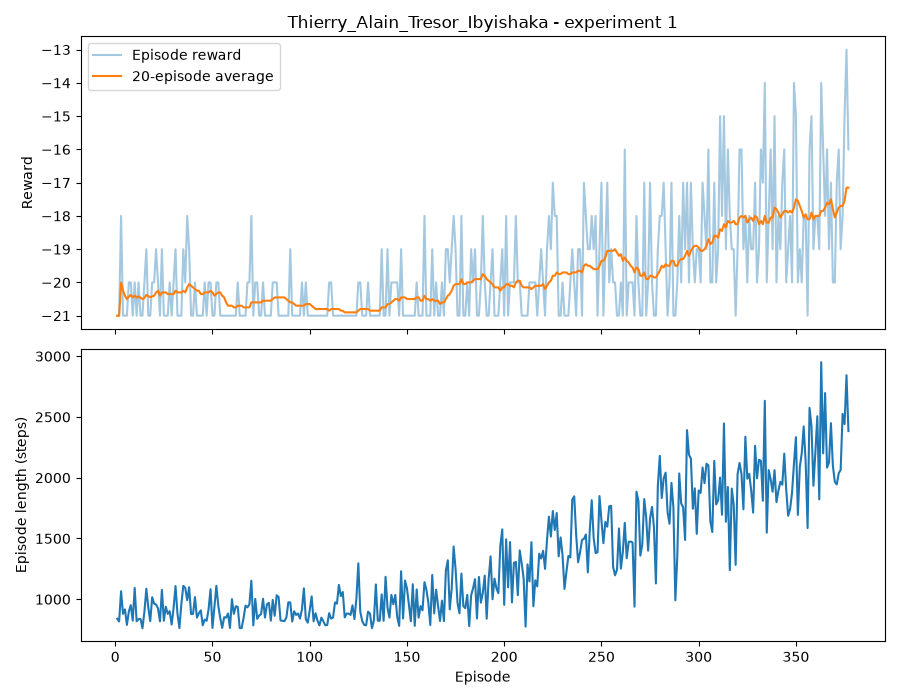 Thierry_Alain_Tresor_Ibyishaka - experiment 1
Episode reward
20-episode average
Reward
−13
−14
−15
−16
−17
−18
−19
−20
−21
Episode length (steps)
3000
2500
2000
1500
1000
0 50 100 150 200 250 300 350
Episode